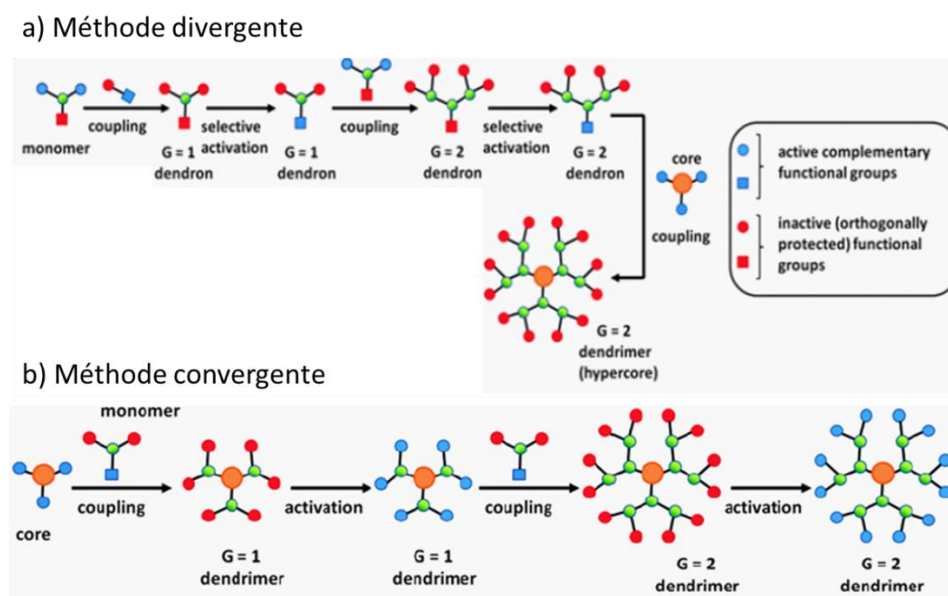 a) Méthode divergente
monomer
coupling
G = 1
dendron
selective
activation
G = 1
dendron
coupling
G = 2
dendron
selective
activation
G = 2
dendron
core
coupling
active complementary
functional groups
inactive (orthogonally
protected) functional
groups
G = 2
dendrimer
(hypercore)
b) Méthode convergente
monomer
core
coupling
G = 1
dendrimer
activation
G = 1
dendrimer
coupling
G = 2
dendrimer
activation
G = 2
dendrimer